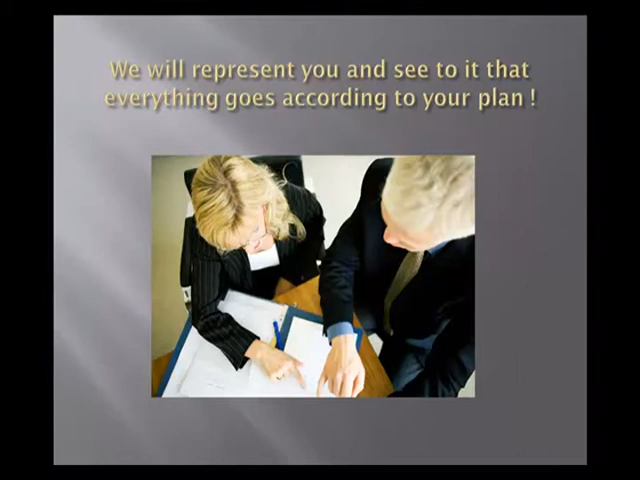 We will represent you and see to it that
everything goes according to your plan !